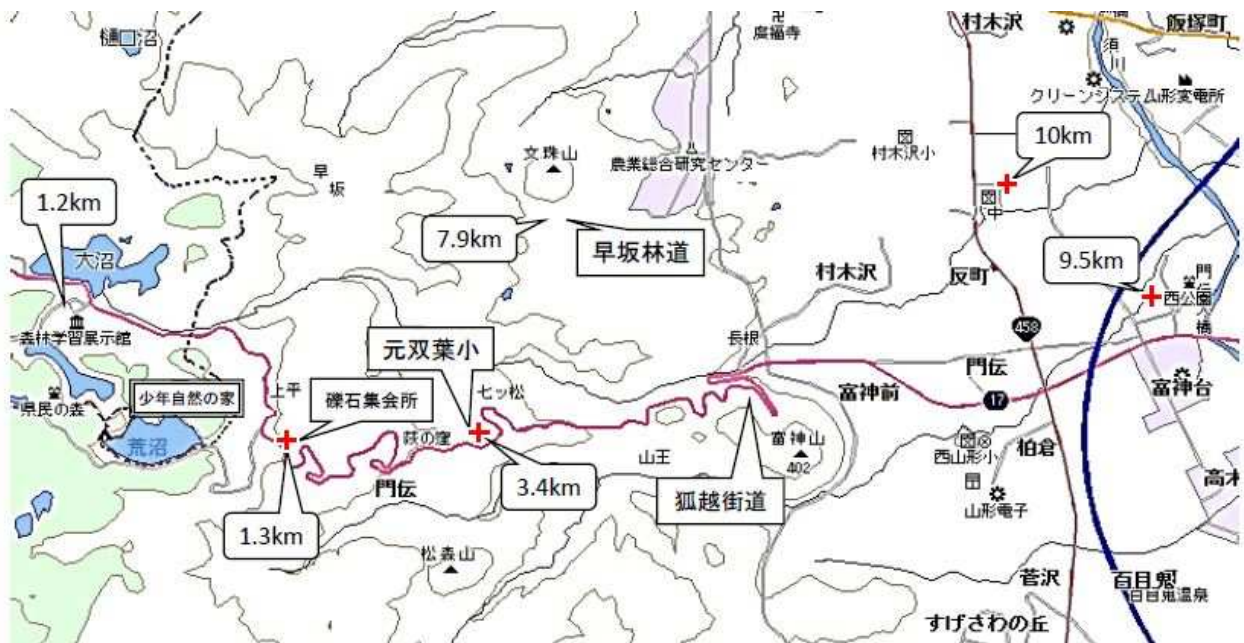 樋口沼
卍
廣福寺
村木沢
飯塚町
須川
クリーンシステム
山形変電所
10km
村木沢小
文珠山
農業総合研究センター
早坂
1.2km
7.9km
早坂林道
中
9.5km
大沼
村木沢
反町
西公園
森林学習展示館
元双葉小
長根
458
県民の森
少年自然の家
上平
礫石集会所
七ッ松
富神前
門伝
17
富神台
荒沼
萩の窪
富神山
402
西山形小
柏倉
山王
門伝
3.4km
狐越街道
山形電子
1.3km
松森山
菅沢
百目鬼
百目鬼温泉
すげさわの丘